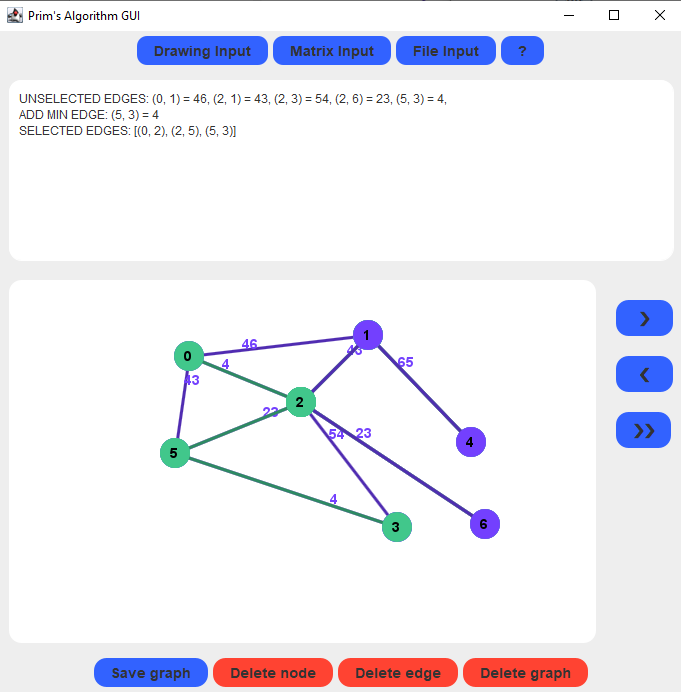 Prim's Algorithm GUI
Drawing Input
Matrix Input
File Input
?
UNSELECTED EDGES: (0, 1) = 46, (2, 1) = 43, (2, 3) = 54, (2, 6) = 23, (5, 3) = 4,
ADD MIN EDGE: (5, 3) = 4
SELECTED EDGES: [(0, 2), (2, 5), (5, 3)]
1
46
43
0
4
65
43
2
23
54
23
4
5
4
3
6
Save graph
Delete node
Delete edge
Delete graph